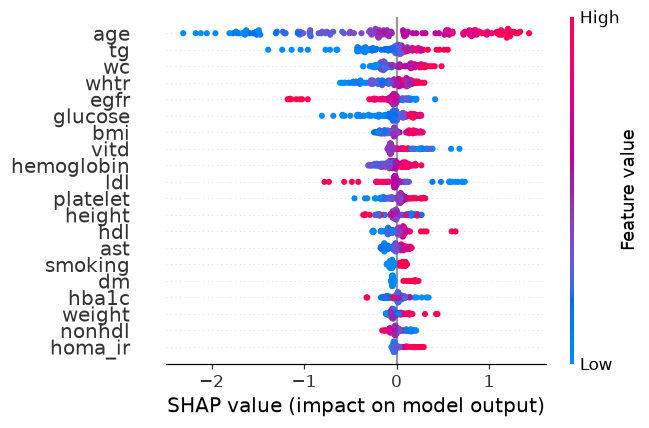 High
age
tg
wc
whtr
egfr
glucose
bmi
vitd
hemoglobin
ldl
platelet
height
hdl
ast
smoking
dm
hba1c
weight
nonhdl
homa_ir
Feature value
Low
−2 −1 0 1
SHAP value (impact on model output)